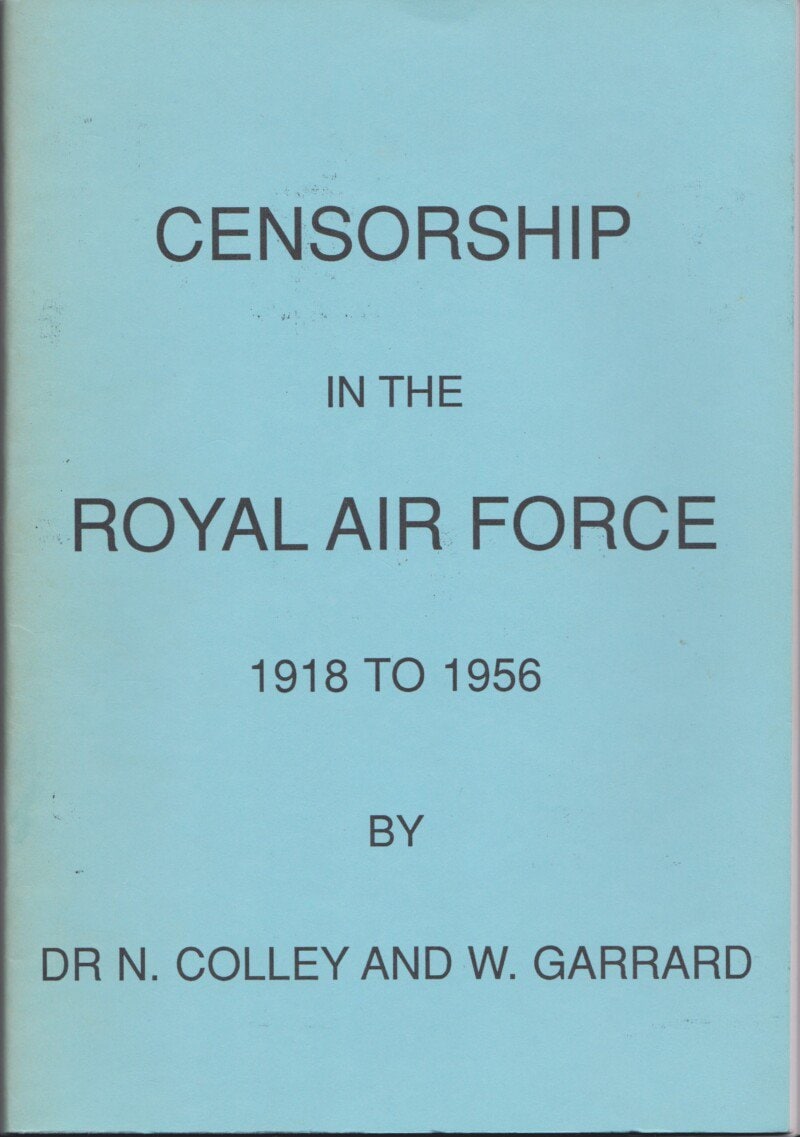 CENSORSHIP
IN THE
ROYAL AIR FORCE
1918 TO 1956
BY
DR N. COLLEY AND W. GARRARD